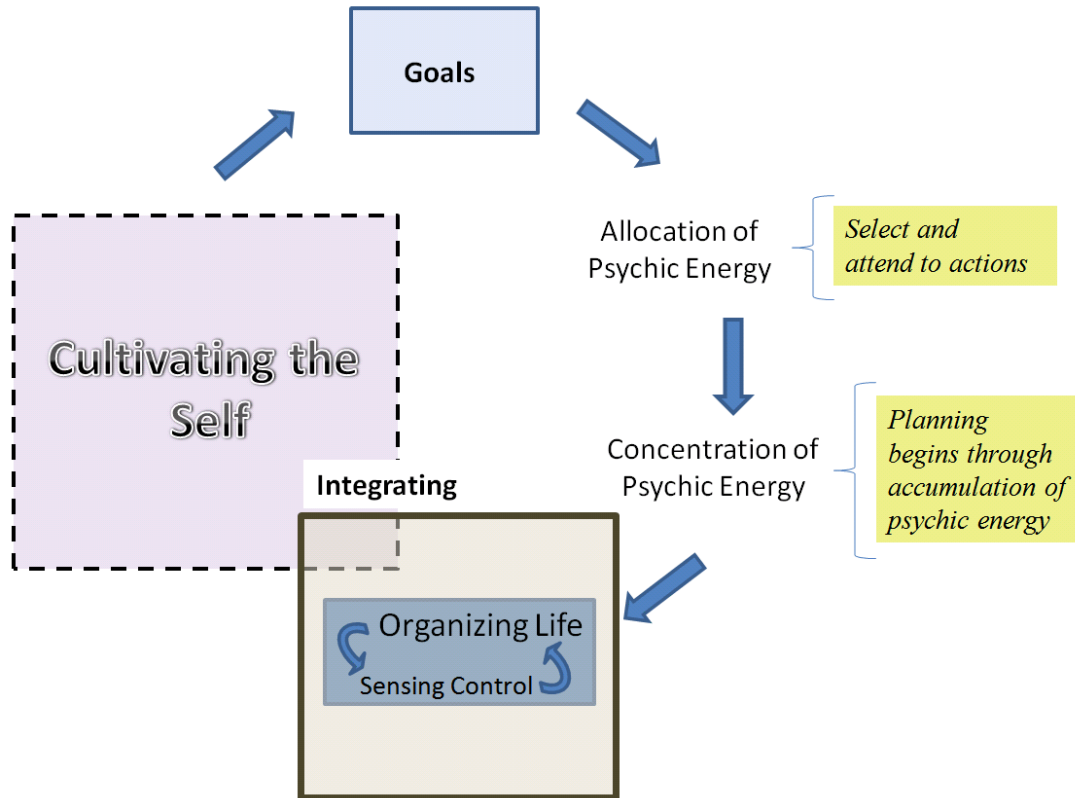 Goals
Allocation of
Psychic Energy
Select and
attend to actions
Concentration of
Psychic Energy
Planning
begins through
accumulation of
psychic energy
Cultivating the
Self
Integrating
Organizing Life
Sensing Control